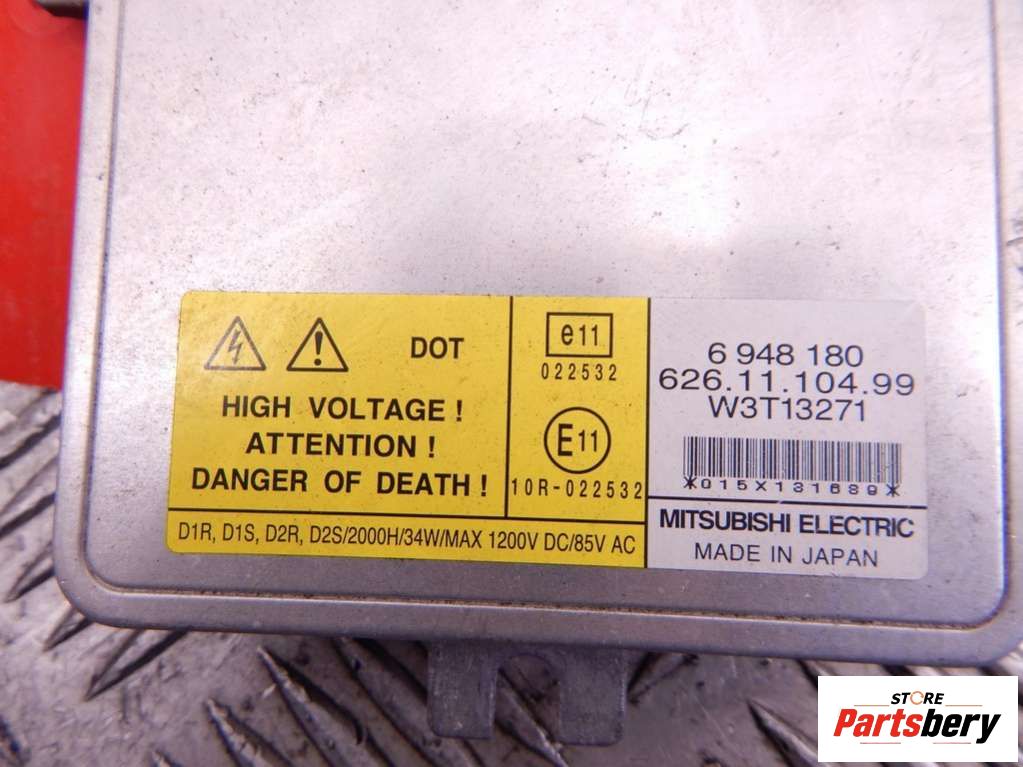 DOT
HIGH VOLTAGE !
ATTENTION !
DANGER OF DEATH !
D1R, D1S, D2R, D2S/2000H/34W/MAX 1200V DC/85V AC
e11
022532
E11
10R-022532
6 948 180
626.11.104.99
W3T13271
*015X131689*
MITSUBISHI ELECTRIC
MADE IN JAPAN
STORE
Partsbery